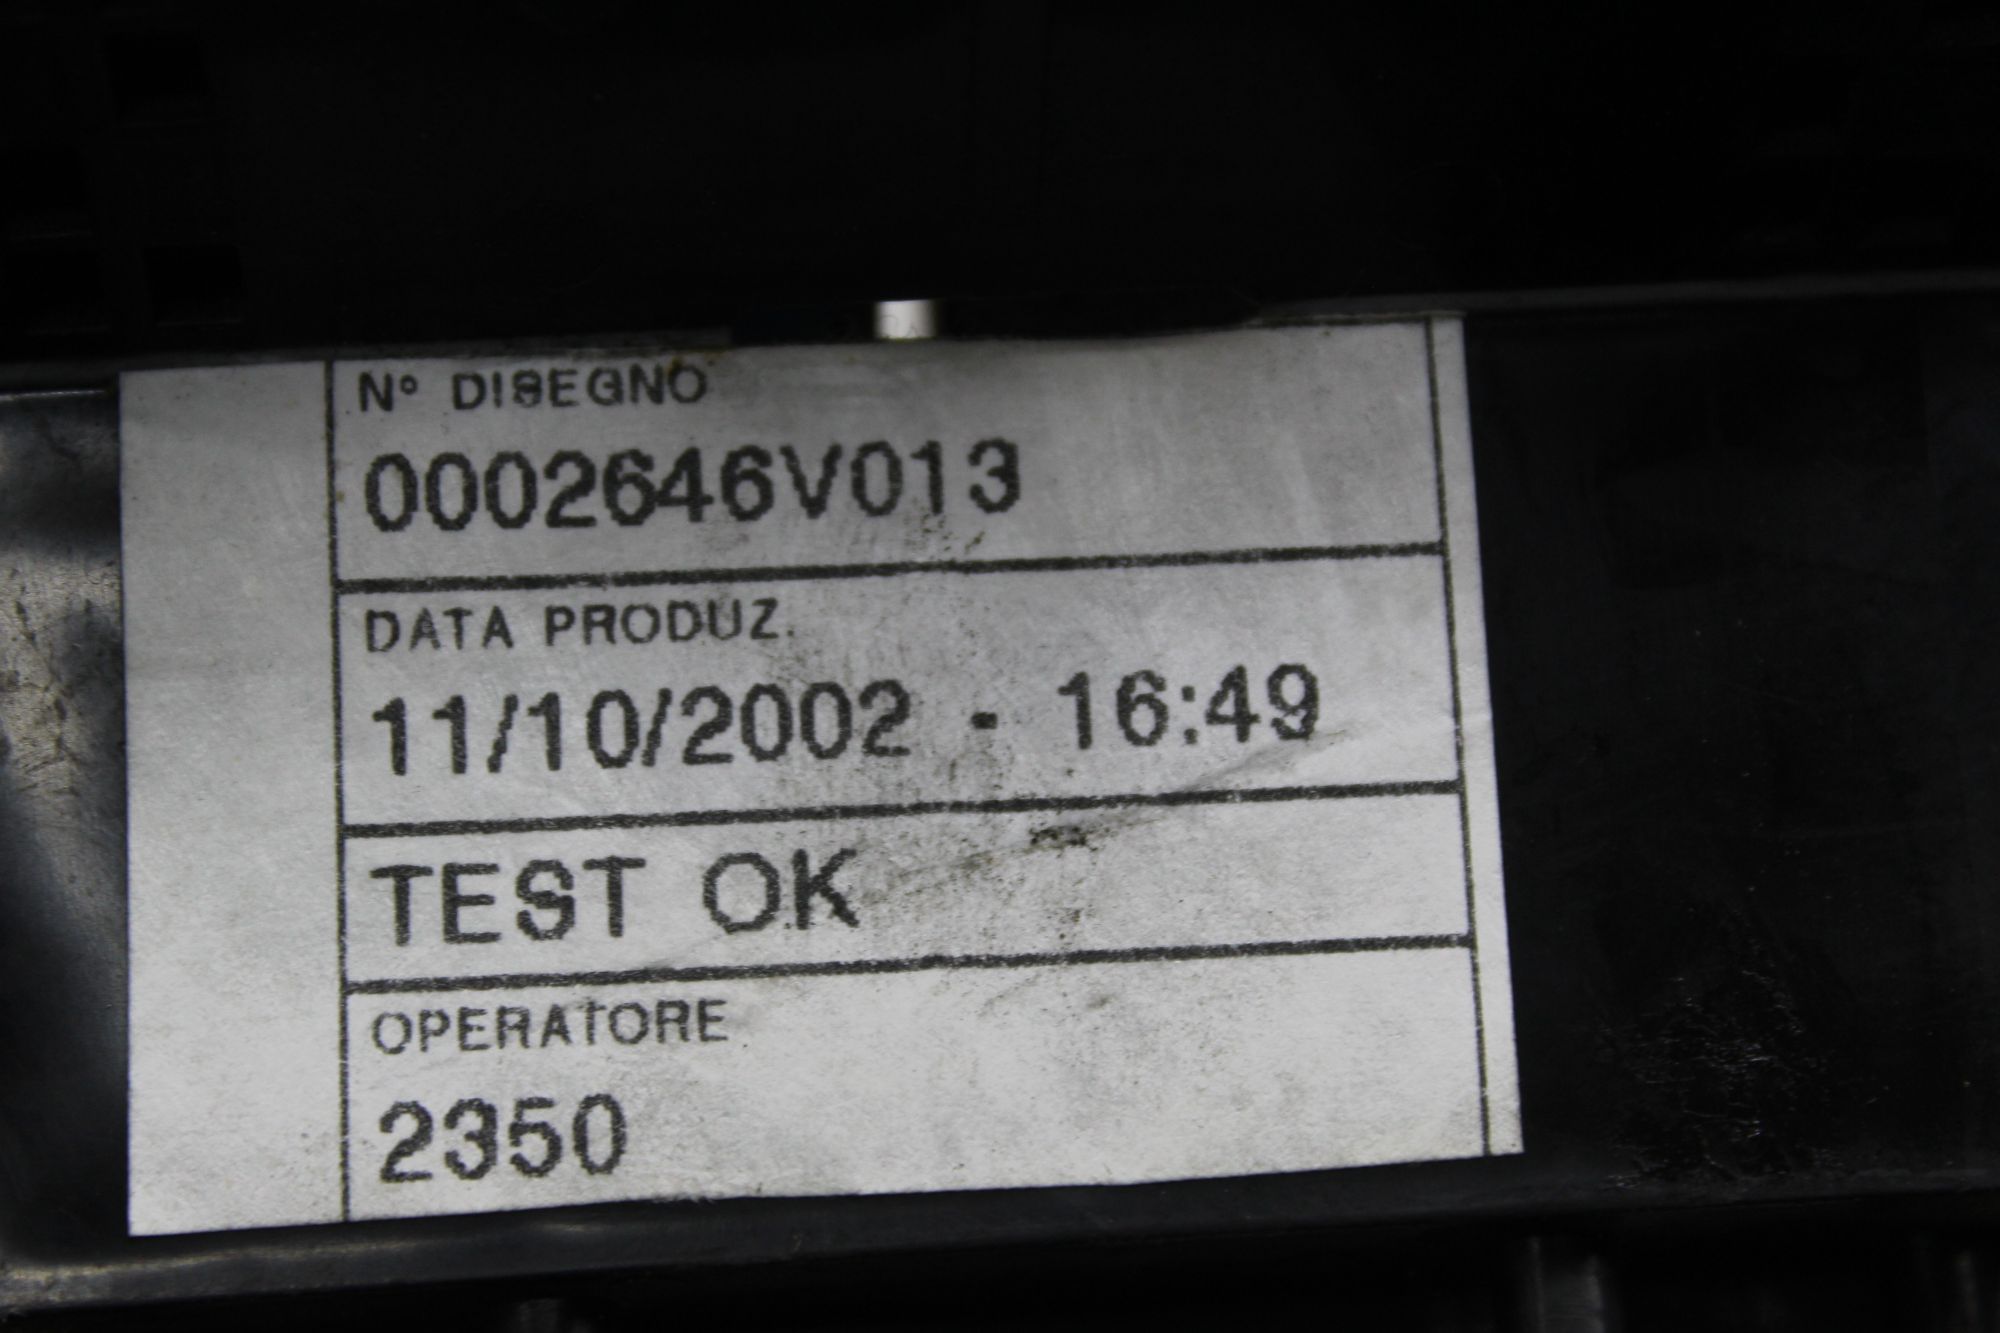 N° DISEGNO
0002646V013
DATA PRODUZ.
11/10/2002 - 16:49
TEST OK
OPERATORE
2350